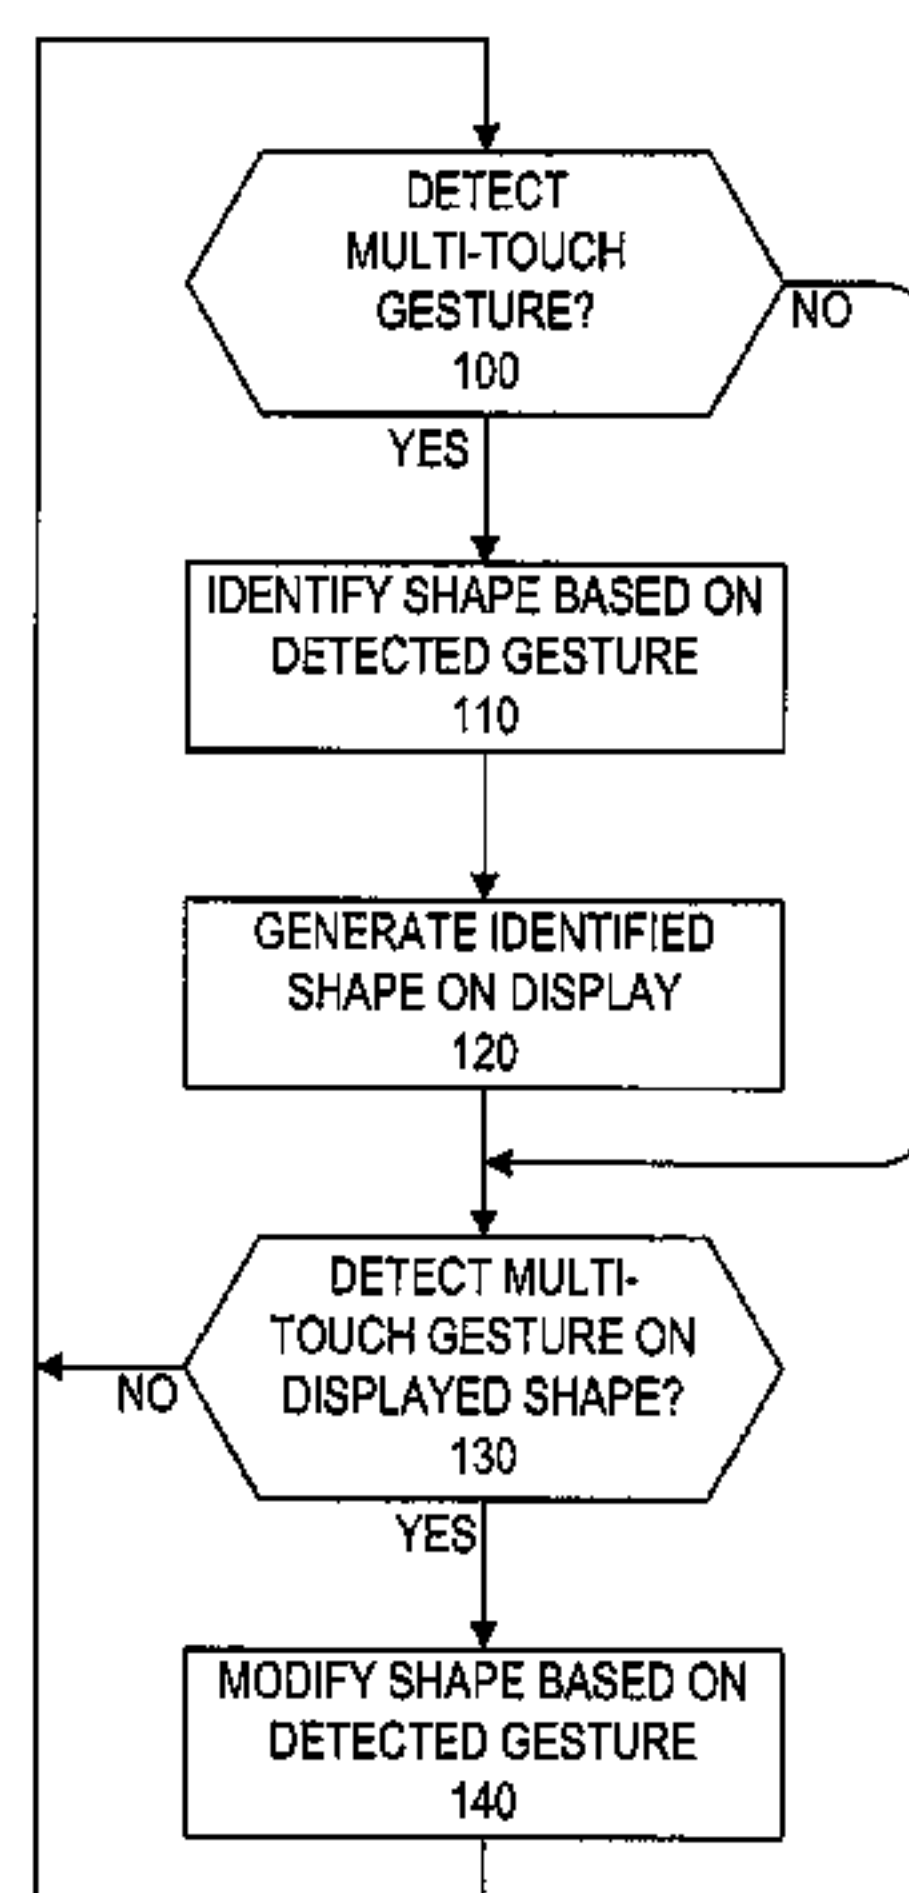 DETECT
MULTI-TOUCH
GESTURE?
100
NO
YES
IDENTIFY SHAPE BASED ON
DETECTED GESTURE
110
GENERATE IDENTIFIED
SHAPE ON DISPLAY
120
DETECT MULTI-
TOUCH GESTURE ON
DISPLAYED SHAPE?
130
NO
YES
MODIFY SHAPE BASED ON
DETECTED GESTURE
140